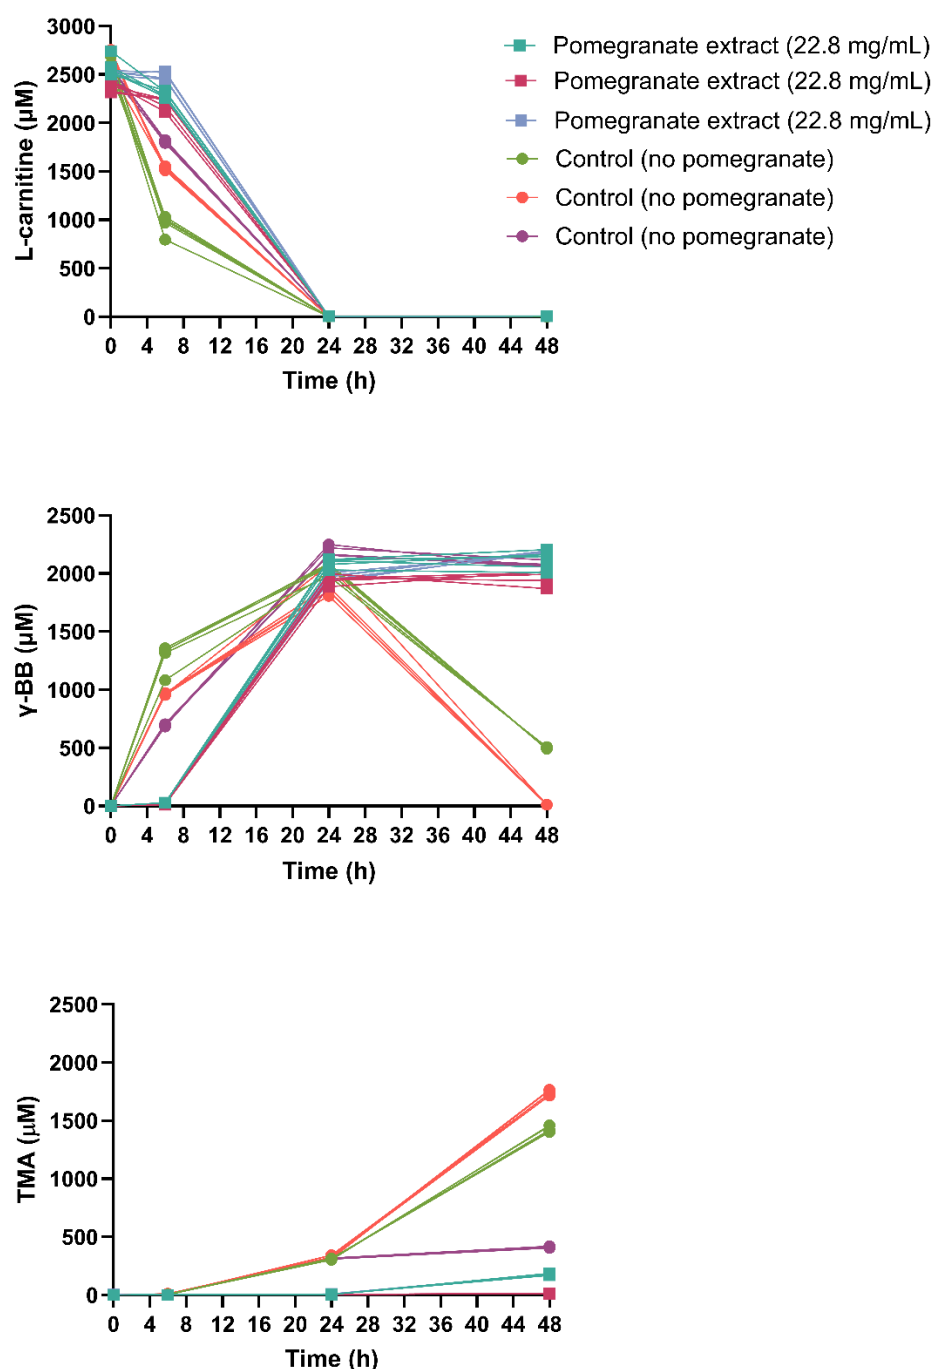 3000
2500
2000
1500
1000
500
0
L-carnitine (µM)
0 4 8 12 16 20 24 28 32 36 40 44 48
Time (h)
Pomegranate extract (22.8 mg/mL)
Pomegranate extract (22.8 mg/mL)
Pomegranate extract (22.8 mg/mL)
Control (no pomegranate)
Control (no pomegranate)
Control (no pomegranate)
2500
2000
1500
1000
500
0
γ-BB (µM)
0 4 8 12 16 20 24 28 32 36 40 44 48
Time (h)
2500
2000
1500
1000
500
0
TMA (µM)
0 4 8 12 16 20 24 28 32 36 40 44 48
Time (h)